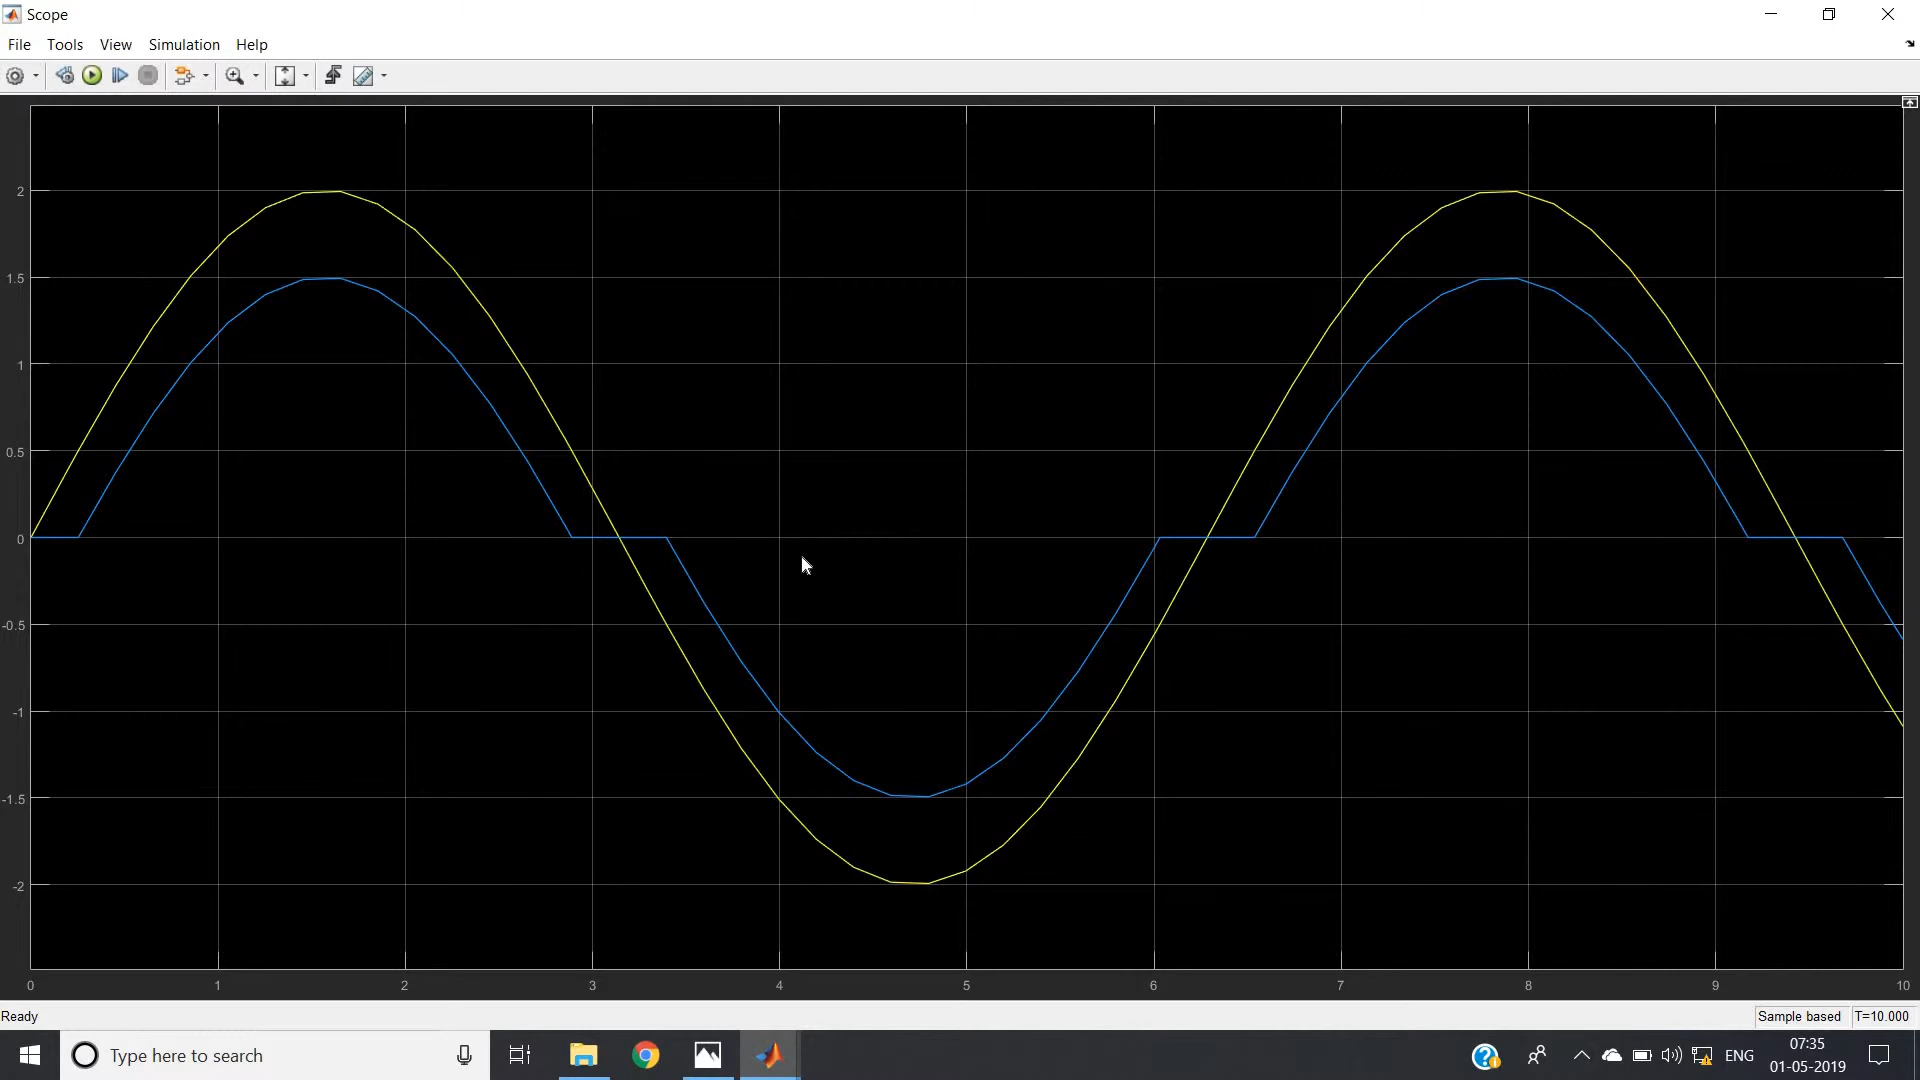 Scope
File Tools View Simulation Help
2
1.5
1
0.5
0
-0.5
-1
-1.5
-2
0 1 2 3 4 5 6 7 8 9 10
Ready
Sample based T=10.000
Type here to search
ENG
07:35
01-05-2019